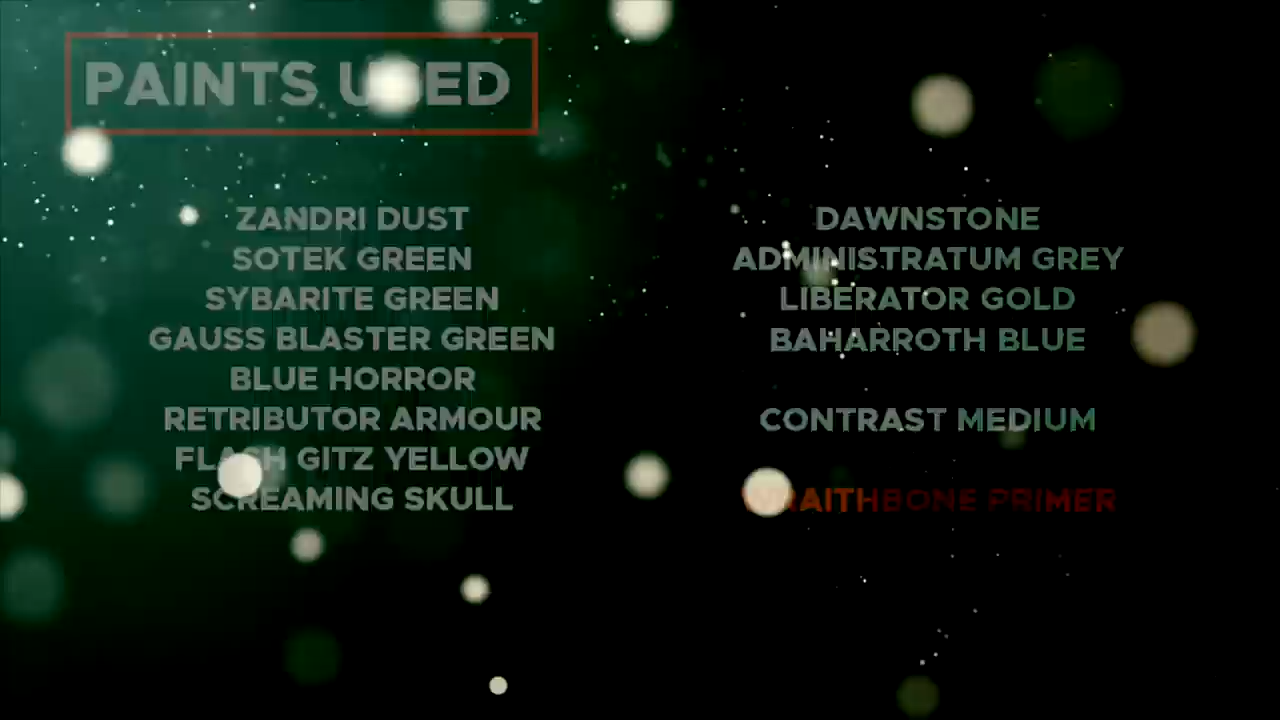 PAINTS USED
ZANDRI DUST
SOTEK GREEN
SYBARITE GREEN
GAUSS BLASTER GREEN
BLUE HORROR
RETRIBUTOR ARMOUR
FLASH GITZ YELLOW
SCREAMING SKULL
DAWNSTONE
ADMINISTRATUM GREY
LIBERATOR GOLD
BAHARROTH BLUE
CONTRAST MEDIUM
WRAITHBONE PRIMER